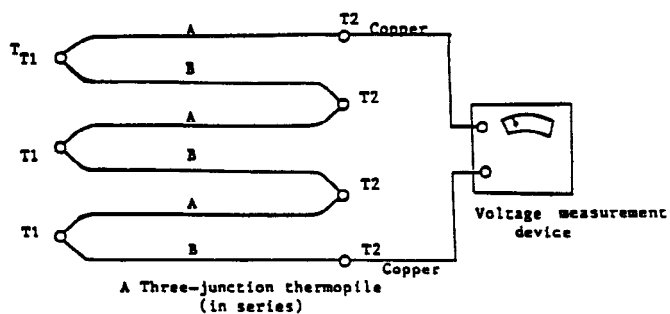 A
T2
Copper
T T1
B
T2
A
T1
B
T2
A
T1
B
T2
Copper
Voltage measurement
device
A Three-junction thermopile
(in series)